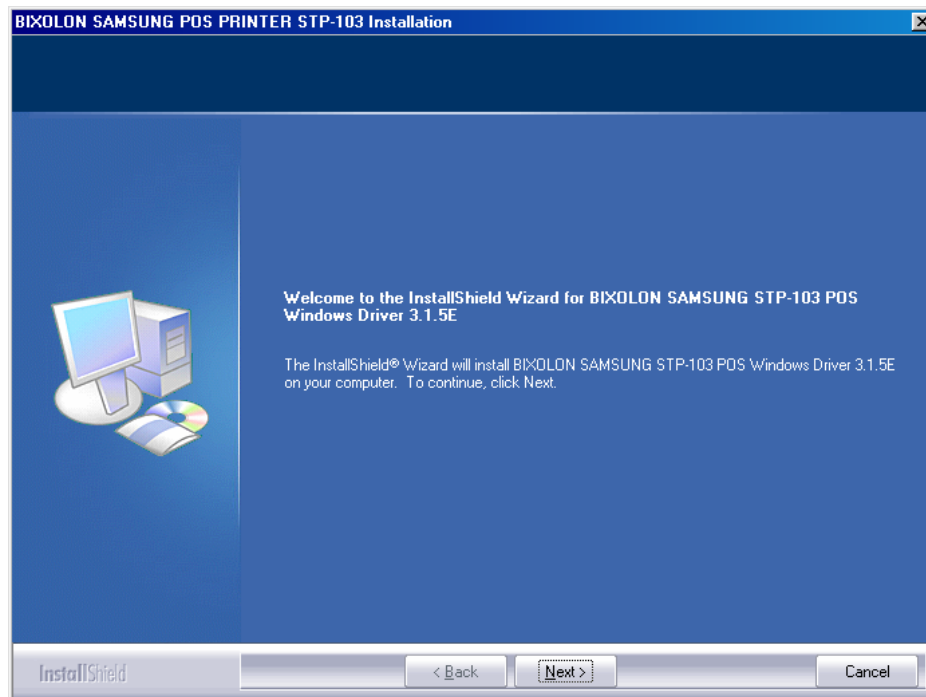 BIXOLON SAMSUNG POS PRINTER STP-103 Installation
Welcome to the InstallShield Wizard for BIXOLON SAMSUNG STP-103 POS
Windows Driver 3.1.5E
The InstallShield® Wizard will install BIXOLON SAMSUNG STP-103 POS Windows Driver 3.1.5E
on your computer. To continue, click Next.
InstallShield
< Back
Next >
Cancel